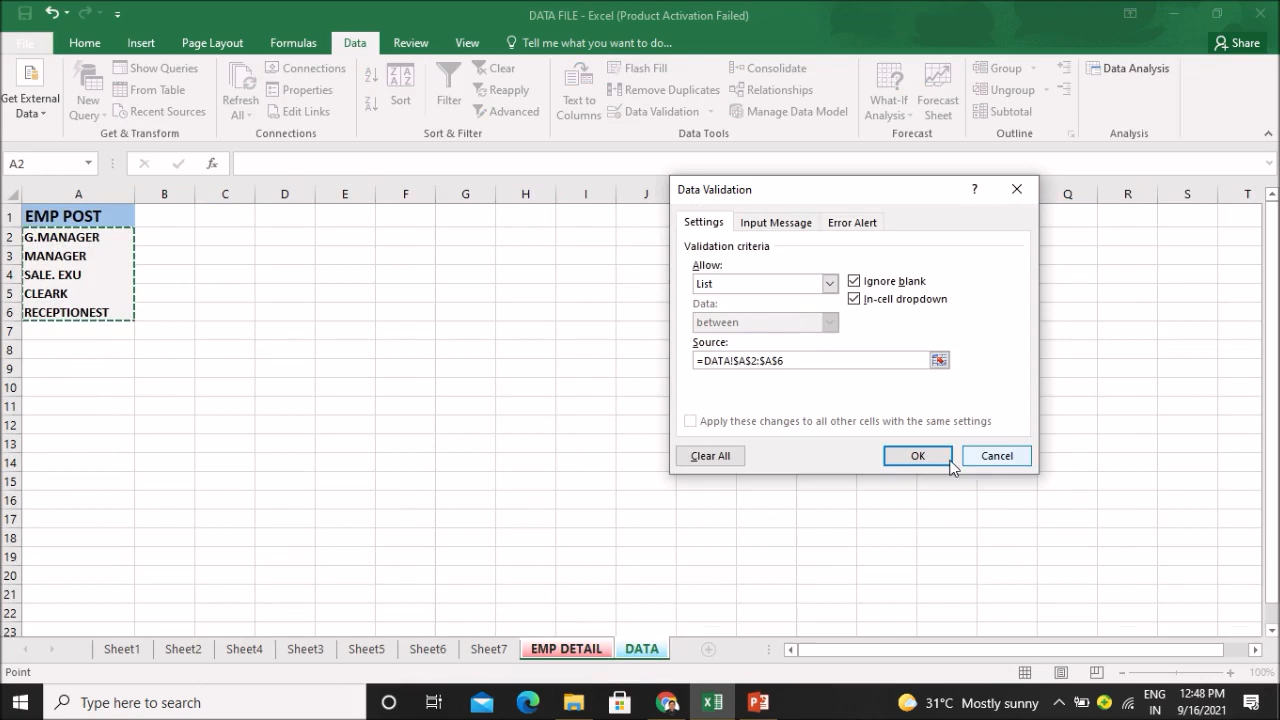 DATA FILE - Excel (Product Activation Failed)
File Home Insert Page Layout Formulas Data Review View Tell me what you want to do... Share
Get External Data
New Query
Show Queries
From Table
Recent Sources
Get & Transform
Refresh All
Connections
Properties
Edit Links
Connections
Sort
Filter
Clear
Reapply
Advanced
Sort & Filter
Text to Columns
Flash Fill
Remove Duplicates
Data Validation
Consolidate
Relationships
Manage Data Model
Data Tools
What-If Analysis
Forecast Sheet
Forecast
Group
Ungroup
Subtotal
Outline
Data Analysis
Analysis
A2 fx
A B C D E F G H I J Q R S T
1 EMP POST
2 G.MANAGER
3 MANAGER
4 SALE. EXU
5 CLEARK
6 RECEPTIONEST
7
8
9
10
11
12
13
14
15
16
17
18
19
20
21
22
23
Data Validation ?
Settings Input Message Error Alert
Validation criteria
Allow:
List
Ignore blank
In-cell dropdown
Data:
between
Source:
=DATA!$A$2:$A$6
Apply these changes to all other cells with the same settings
Clear All OK Cancel
Sheet1 Sheet2 Sheet4 Sheet3 Sheet5 Sheet6 Sheet7 EMP DETAIL DATA
Point 100%
Type here to search 31°C Mostly sunny ENG IN 12:48 PM 9/16/2021